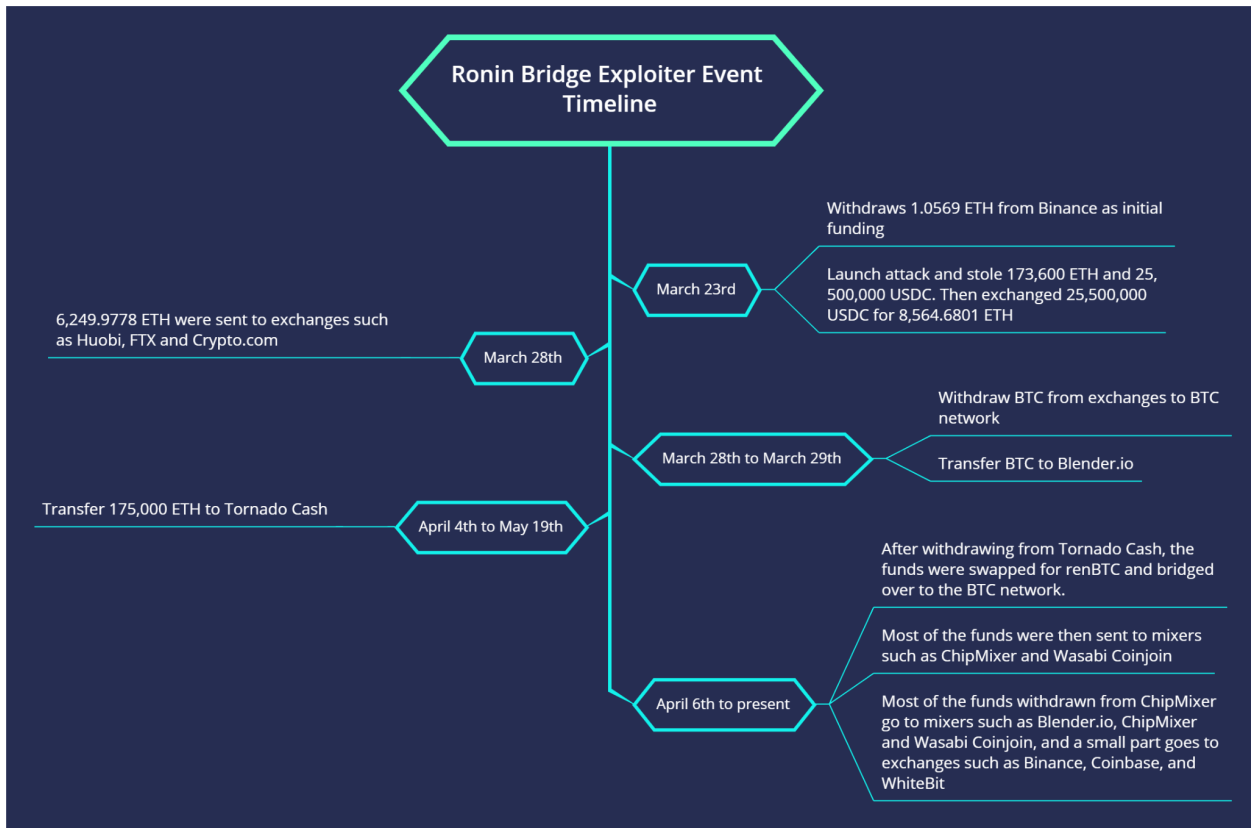 Ronin Bridge Exploiter Event
Timeline
Withdraws 1.0569 ETH from Binance as initial
funding
March 23rd
Launch attack and stole 173,600 ETH and 25,
500,000 USDC. Then exchanged 25,500,000
USDC for 8,564.6801 ETH
6,249.9778 ETH were sent to exchanges such
as Huobi, FTX and Crypto.com
March 28th
Withdraw BTC from exchanges to BTC
network
March 28th to March 29th
Transfer BTC to Blender.io
Transfer 175,000 ETH to Tornado Cash
April 4th to May 19th
After withdrawing from Tornado Cash, the
funds were swapped for renBTC and bridged
over to the BTC network.
Most of the funds were then sent to mixers
such as ChipMixer and Wasabi Coinjoin
April 6th to present
Most of the funds withdrawn from ChipMixer
go to mixers such as Blender.io, ChipMixer
and Wasabi Coinjoin, and a small part goes to
exchanges such as Binance, Coinbase, and
WhiteBit